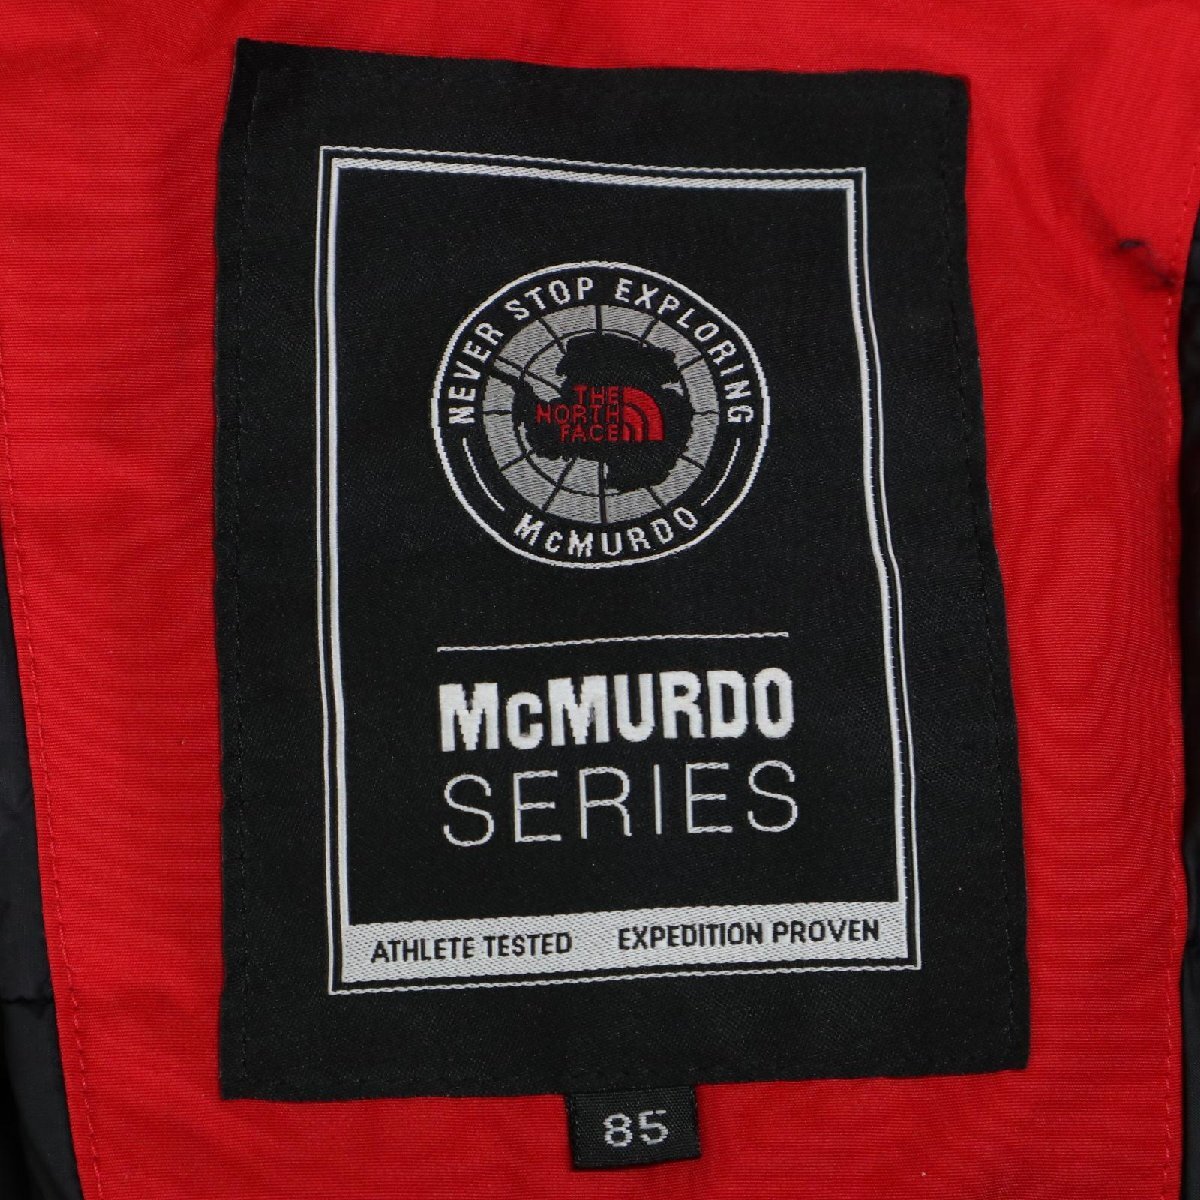 NEVER STOP EXPLORING
THE
NORTH
FACE
McMURDO
McMURDO
SERIES
ATHLETE TESTED EXPEDITION PROVEN
85